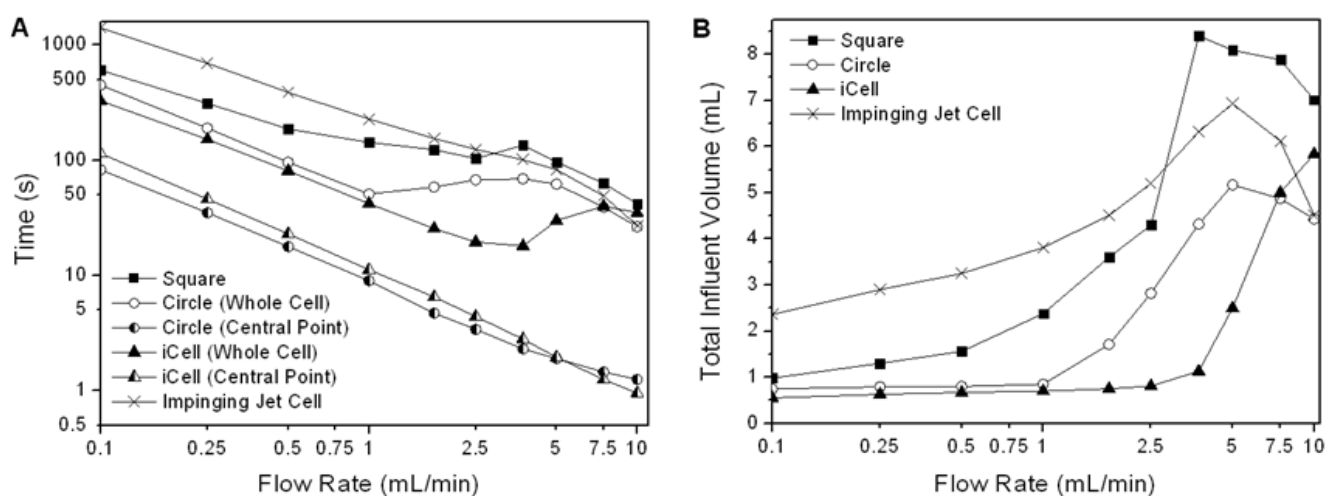 A
Time (s)
1000
500
100
50
10
5
1
0.5
Square
Circle (Whole Cell)
Circle (Central Point)
iCell (Whole Cell)
iCell (Central Point)
Impinging Jet Cell
0.1 0.25 0.5 0.75 1 2.5 5 7.5 10
Flow Rate (mL/min)
B
Total Influent Volume (mL)
8
7
6
5
4
3
2
1
0
Square
Circle
iCell
Impinging Jet Cell
0.1 0.25 0.5 0.75 1 2.5 5 7.5 10
Flow Rate (mL/min)